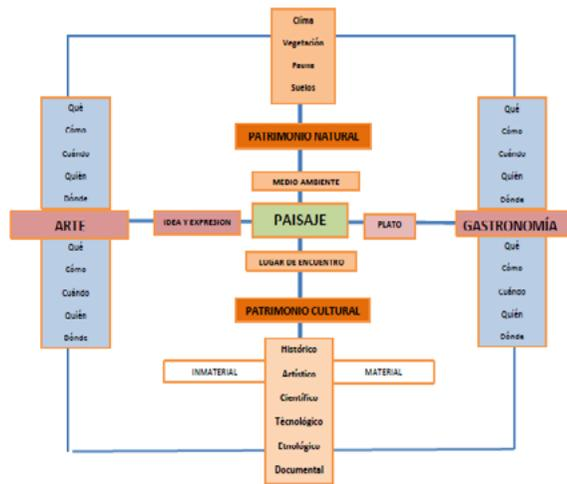 Clima
Vegetación
Fauna
Suelos
PATRIMONIO NATURAL
MEDIO AMBIENTE
Qué
Cómo
Cuándo
Quién
Dónde
ARTE
Qué
Cómo
Cuándo
Quién
Dónde
IDEA Y EXPRESION
PAISAJE
PLATO
Qué
Cómo
Cuándo
Quién
Dónde
GASTRONOMÍA
Qué
Cómo
Cuándo
Quién
Dónde
LUGAR DE ENCUENTRO
PATRIMONIO CULTURAL
INMATERIAL
Histórico
Artístico
Científico
Tècnológico
Etnológico
Documental
MATERIAL